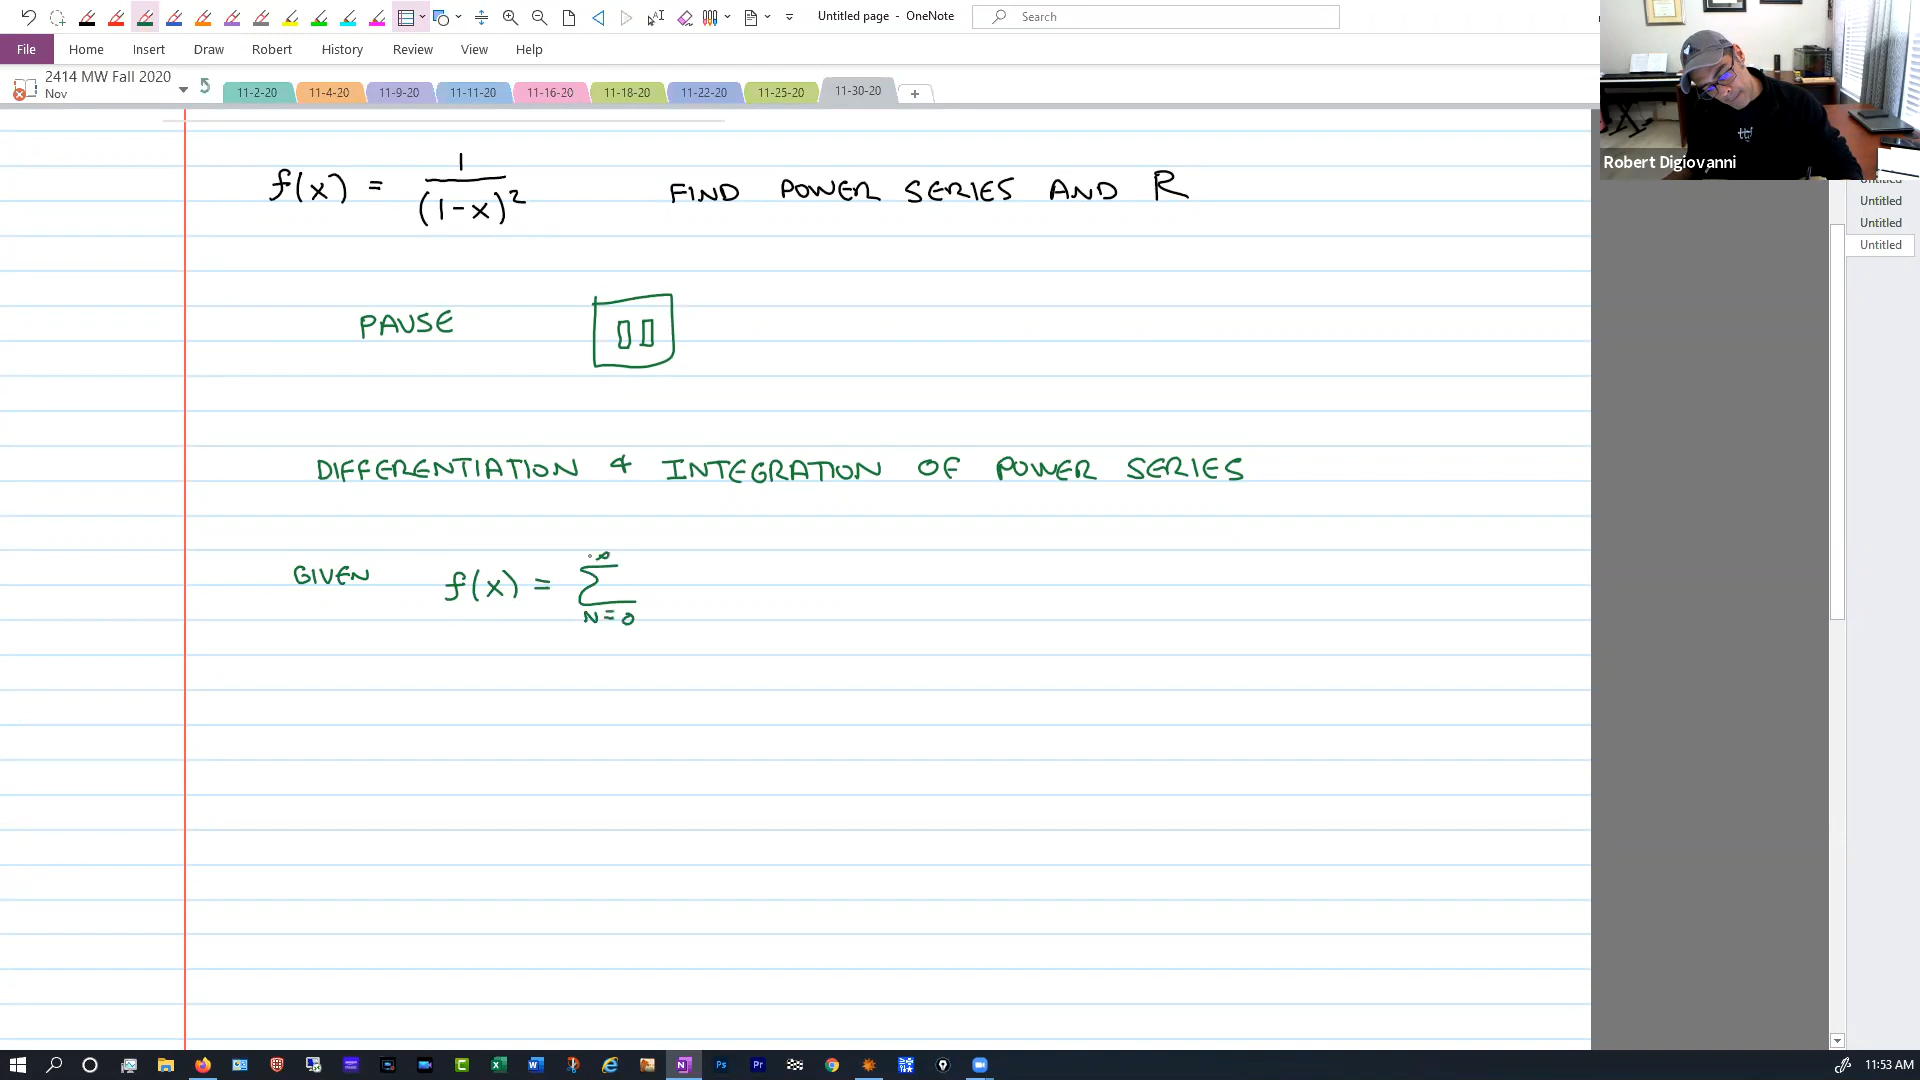 Untitled page - OneNote
Search
File Home Insert Draw Robert History Review View Help
2414 MW Fall 2020
Nov
11-2-20 11-4-20 11-9-20 11-11-20 11-16-20 11-18-20 11-22-20 11-25-20 11-30-20 +
Robert Digiovanni
Untitled
Untitled
Untitled
f(x) = 1/(1-x)² FIND POWER SERIES AND R
PAUSE
DIFFERENTIATION & INTEGRATION OF POWER SERIES
GIVEN f(x) = ∞ Σ N=0
11:53 AM